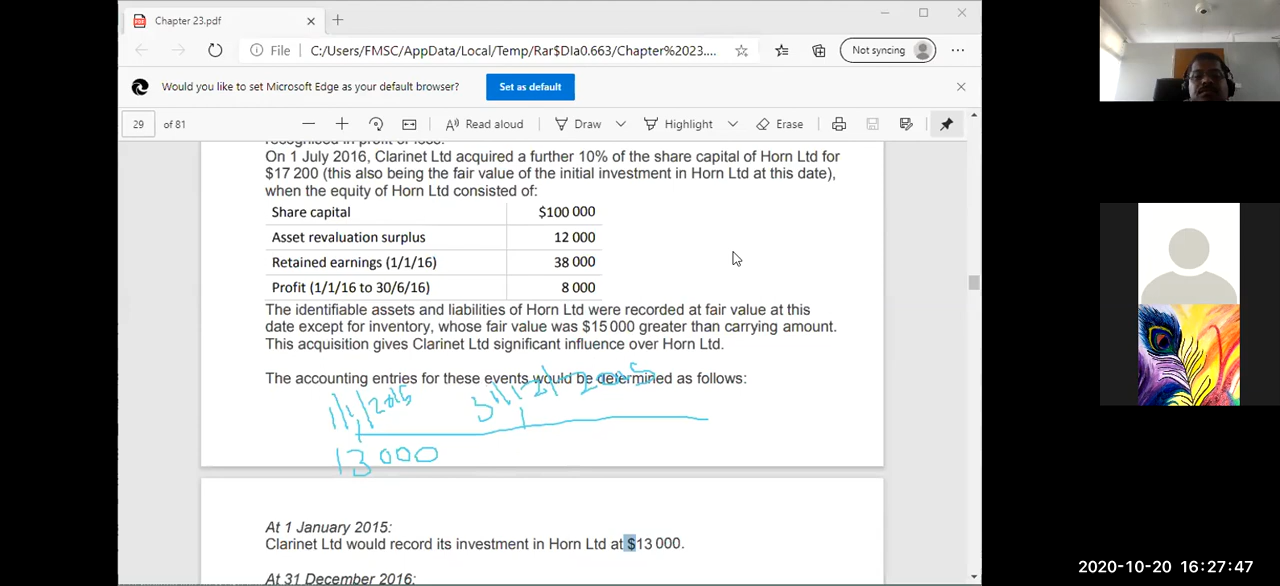 Chapter 23.pdf
File
C:/Users/FMSC/AppData/Local/Temp/Rar$DIa0.663/Chapter%2023....
Not syncing
Would you like to set Microsoft Edge as your default browser?
Set as default
29 of 81
Read aloud
Draw
Highlight
Erase
recognised in profit or loss.
On 1 July 2016, Clarinet Ltd acquired a further 10% of the share capital of Horn Ltd for
$17 200 (this also being the fair value of the initial investment in Horn Ltd at this date),
when the equity of Horn Ltd consisted of:
Share capital $100 000
Asset revaluation surplus 12 000
Retained earnings (1/1/16) 38 000
Profit (1/1/16 to 30/6/16) 8 000
The identifiable assets and liabilities of Horn Ltd were recorded at fair value at this
date except for inventory, whose fair value was $15 000 greater than carrying amount.
This acquisition gives Clarinet Ltd significant influence over Horn Ltd.
The accounting entries for these events would be determined as follows:
1/1/2015 31/12/2015
13000
At 1 January 2015:
Clarinet Ltd would record its investment in Horn Ltd at $13 000.
At 31 December 2016:
2020-10-20 16:27:47